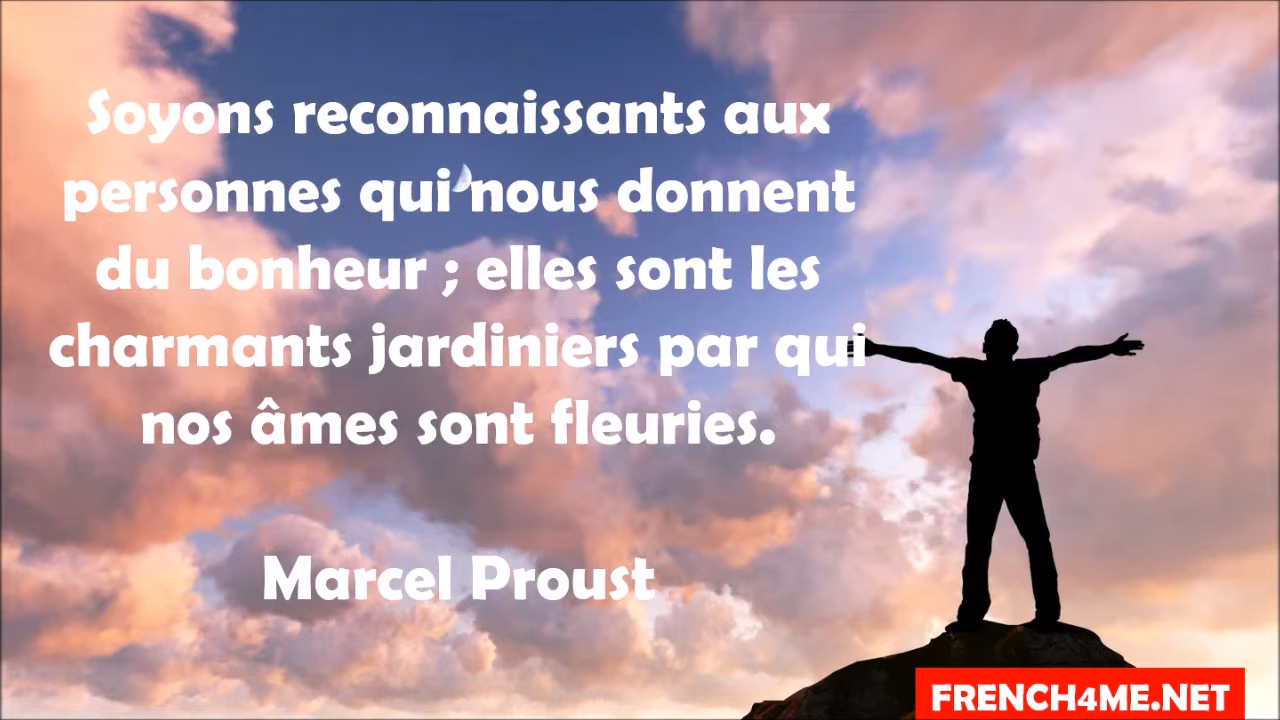 Soyons reconnaissants aux
personnes qui nous donnent
du bonheur ; elles sont les
charmants jardiniers par qui
nos âmes sont fleuries.
Marcel Proust
FRENCH4ME.NET